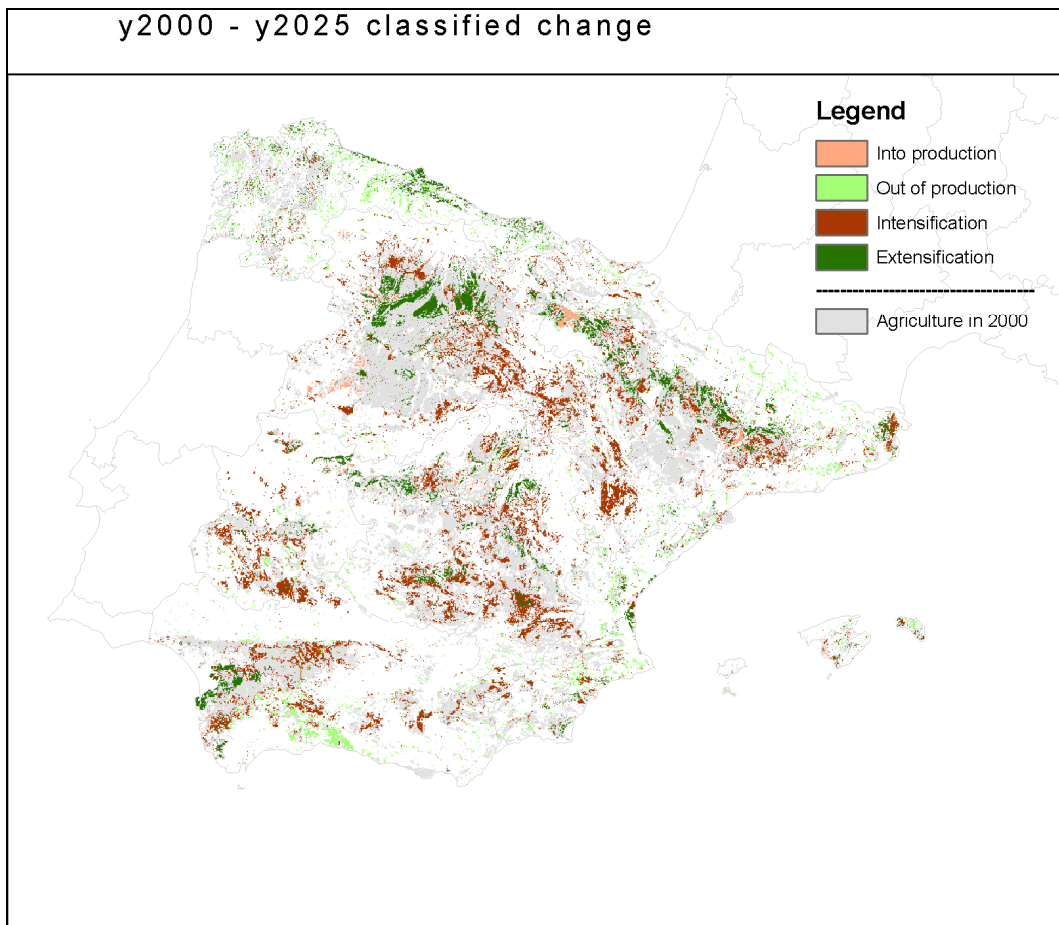 y2000 - y2025 classified change
Legend
Into production
Out of production
Intensification
Extensification
Agriculture in 2000